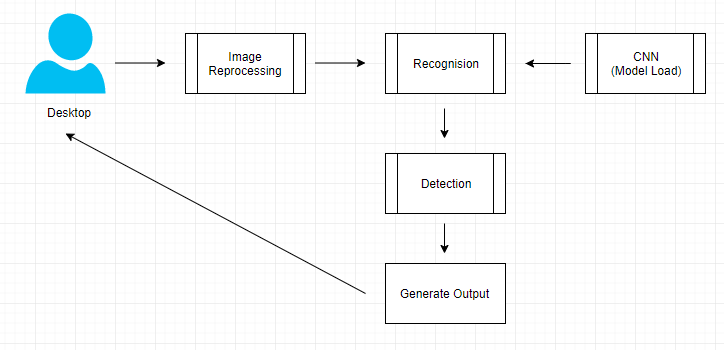 Image
Reprocessing
Recognision
CNN
(Model Load)
Desktop
Detection
Generate Output